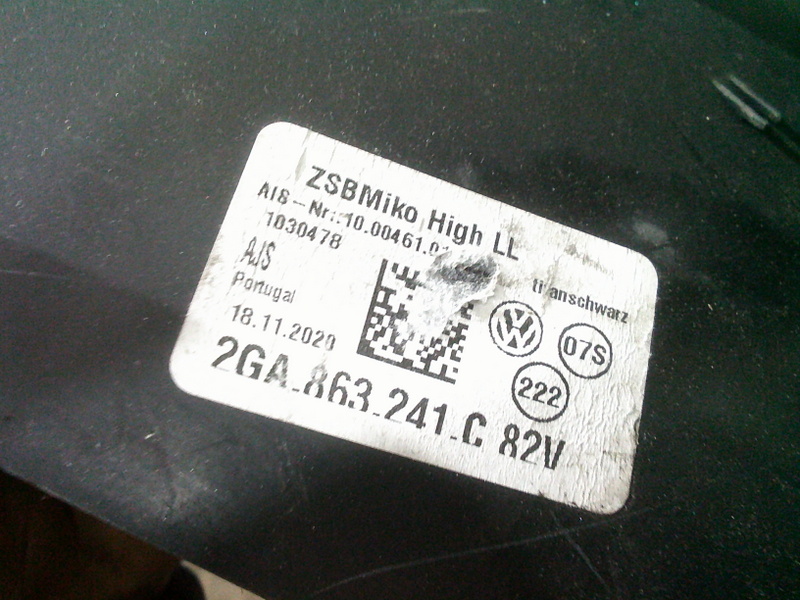 ZSBMiko High LL
AIS-Nr.:10.00461.01
1030478
AJS
titanschwarz
Portugal
07S
18.11.2020
222
2GA.863.241.C 82V